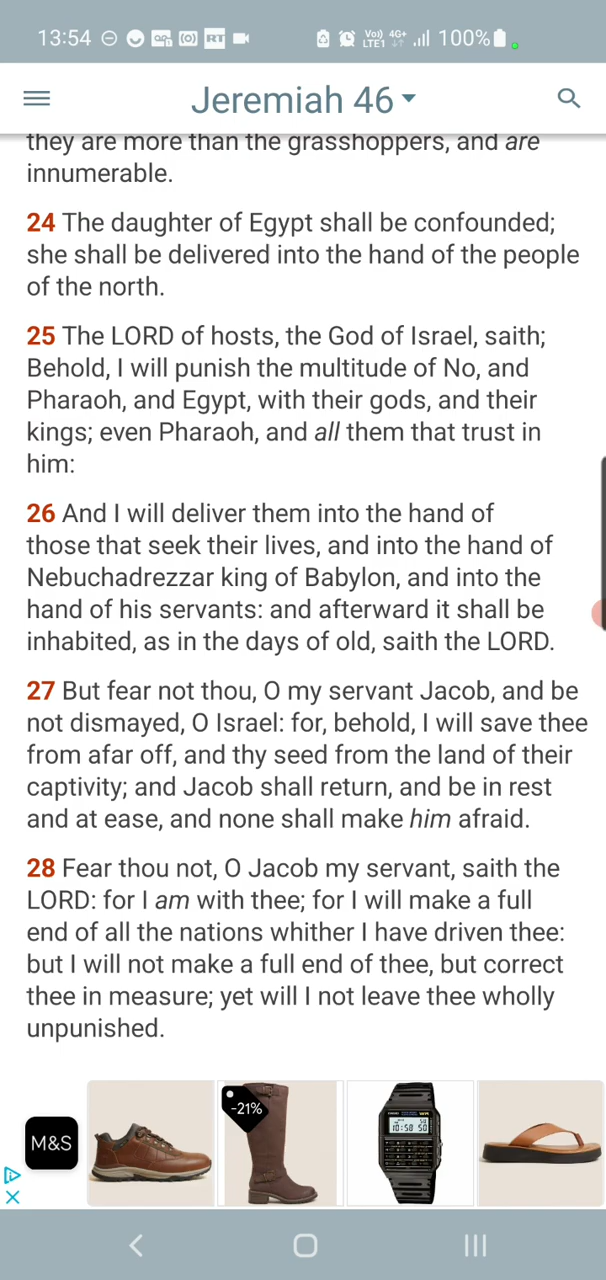 13:54 RT Vo) LTE1 4G+ 100%
Jeremiah 46
they are more than the grasshoppers, and are
innumerable.
24 The daughter of Egypt shall be confounded;
she shall be delivered into the hand of the people
of the north.
25 The LORD of hosts, the God of Israel, saith;
Behold, I will punish the multitude of No, and
Pharaoh, and Egypt, with their gods, and their
kings; even Pharaoh, and all them that trust in
him:
26 And I will deliver them into the hand of
those that seek their lives, and into the hand of
Nebuchadrezzar king of Babylon, and into the
hand of his servants: and afterward it shall be
inhabited, as in the days of old, saith the LORD.
27 But fear not thou, O my servant Jacob, and be
not dismayed, O Israel: for, behold, I will save thee
from afar off, and thy seed from the land of their
captivity; and Jacob shall return, and be in rest
and at ease, and none shall make him afraid.
28 Fear thou not, O Jacob my servant, saith the
LORD: for I am with thee; for I will make a full
end of all the nations whither I have driven thee:
but I will not make a full end of thee, but correct
thee in measure; yet will I not leave thee wholly
unpunished.
M&S
-21%
10:58 50